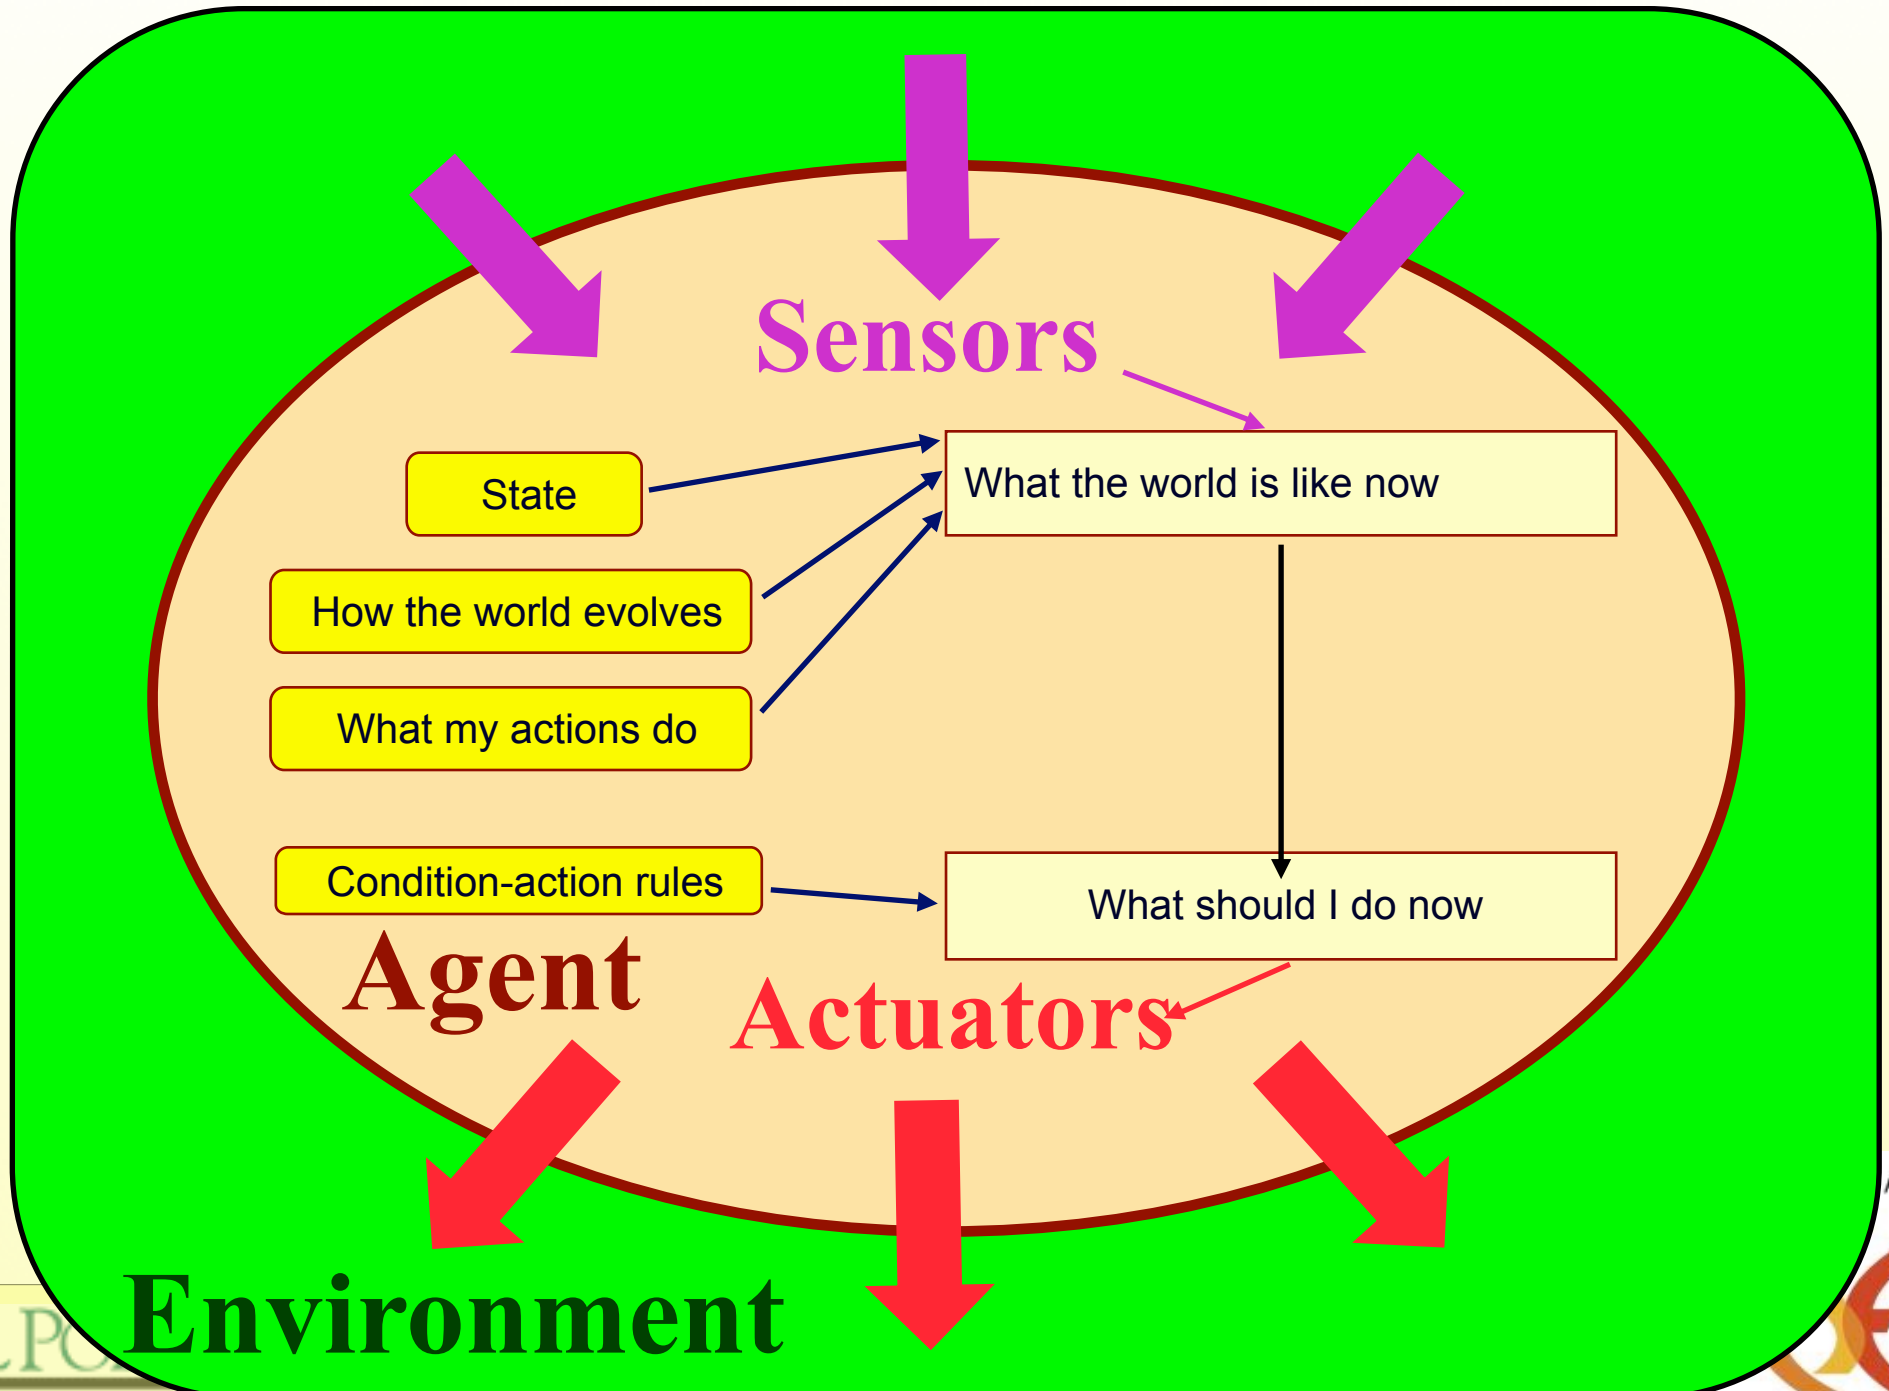 Sensors
State
What the world is like now
How the world evolves
What my actions do
Condition-action rules
What should I do now
Agent
Actuators
Environment